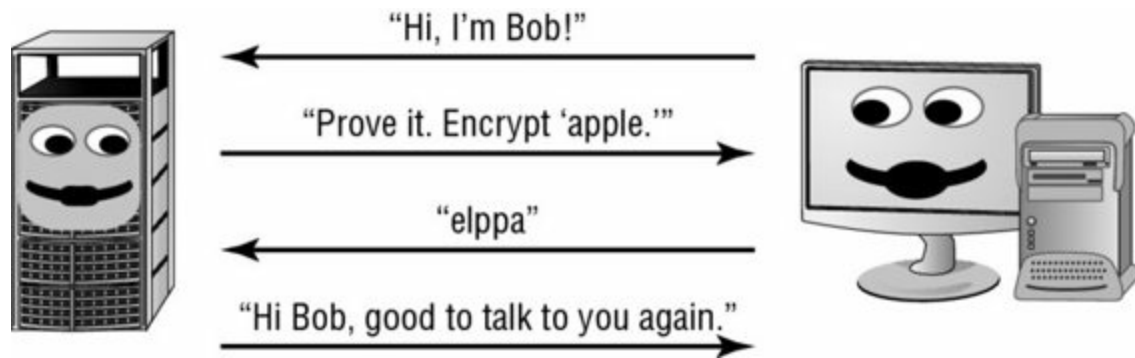 “Hi, I’m Bob!”
“Prove it. Encrypt ‘apple.’”
“elppa”
“Hi Bob, good to talk to you again.”